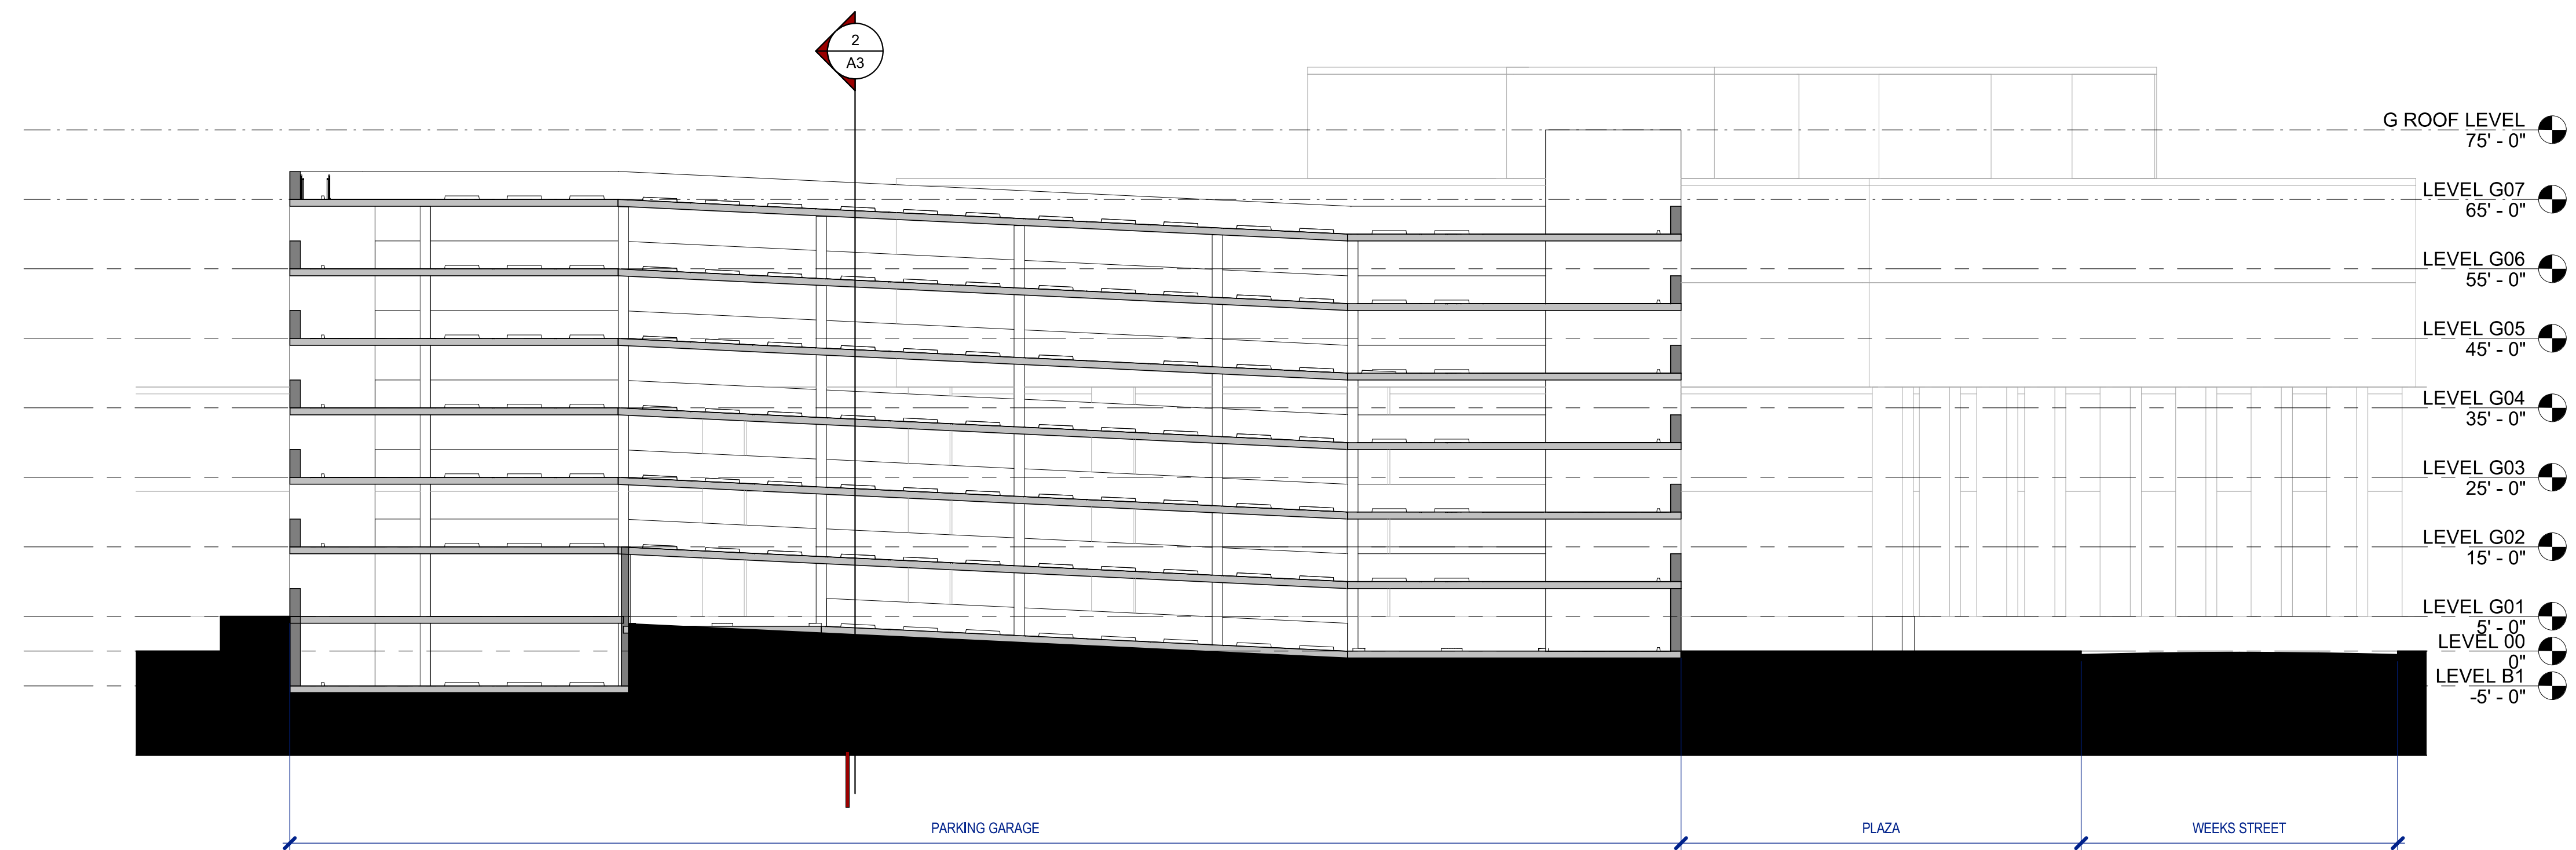 2
A3
G ROOF LEVEL
75' - 0"
LEVEL G07
65' - 0"
LEVEL G06
55' - 0"
LEVEL G05
45' - 0"
LEVEL G04
35' - 0"
LEVEL G03
25' - 0"
LEVEL G02
15' - 0"
LEVEL G01
5' - 0"
LEVEL 00
0"
LEVEL B1
-5' - 0"
PARKING GARAGE
PLAZA
WEEKS STREET